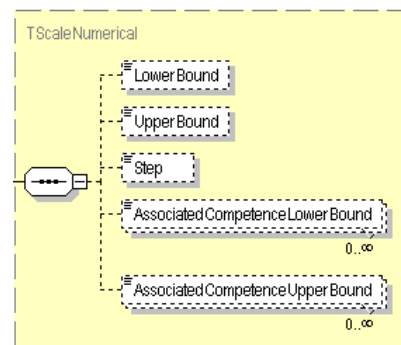 TScaleNumerical
LowerBound
UpperBound
Step
AssociatedCompetenceLowerBound
0..∞
AssociatedCompetenceUpperBound
0..∞